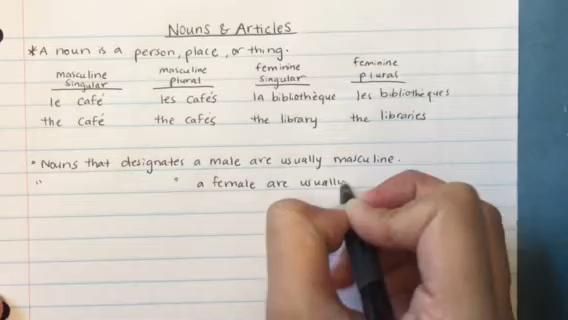 Nouns & Articles
*A noun is a person, place, or thing.
masculine singular masculine plural feminine singular feminine plural
le café les cafés la bibliothèque les bibliothèques
the café the cafés the library the libraries
* Nouns that designates a male are usually masculine.
" " a female are usually